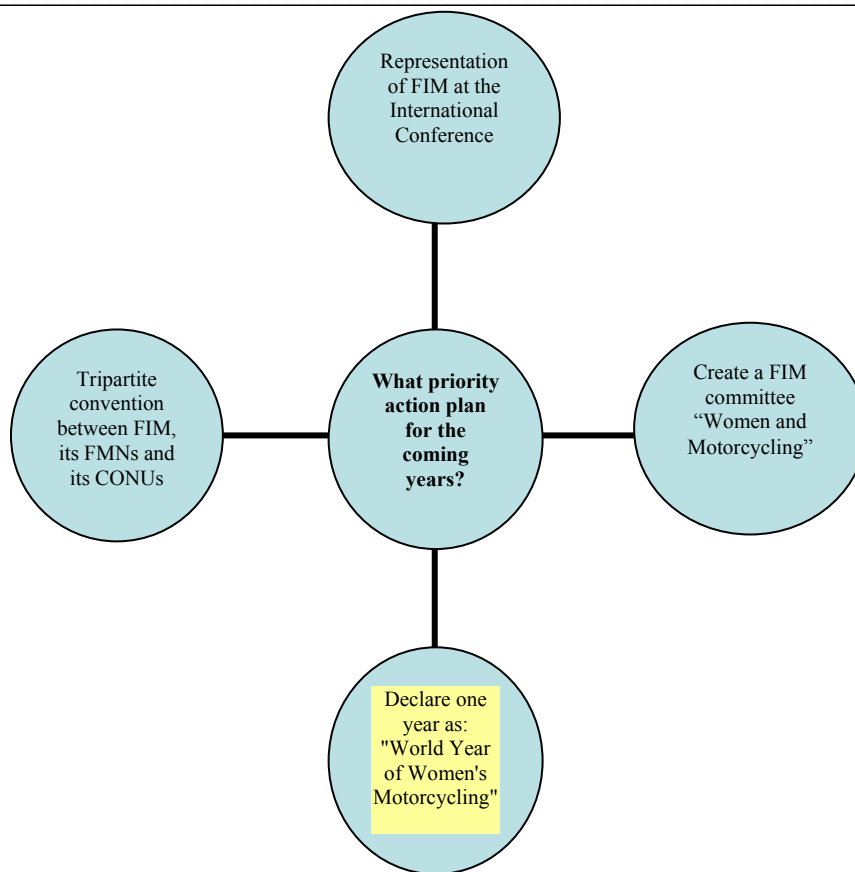 Representation
of FIM at the
International
Conference
Tripartite
convention
between FIM,
its FMNs and
its CONUs
What priority
action plan
for the
coming
years?
Create a FIM
committee
“Women and
Motorcycling”
Declare one
year as:
"World Year
of Women's
Motorcycling"